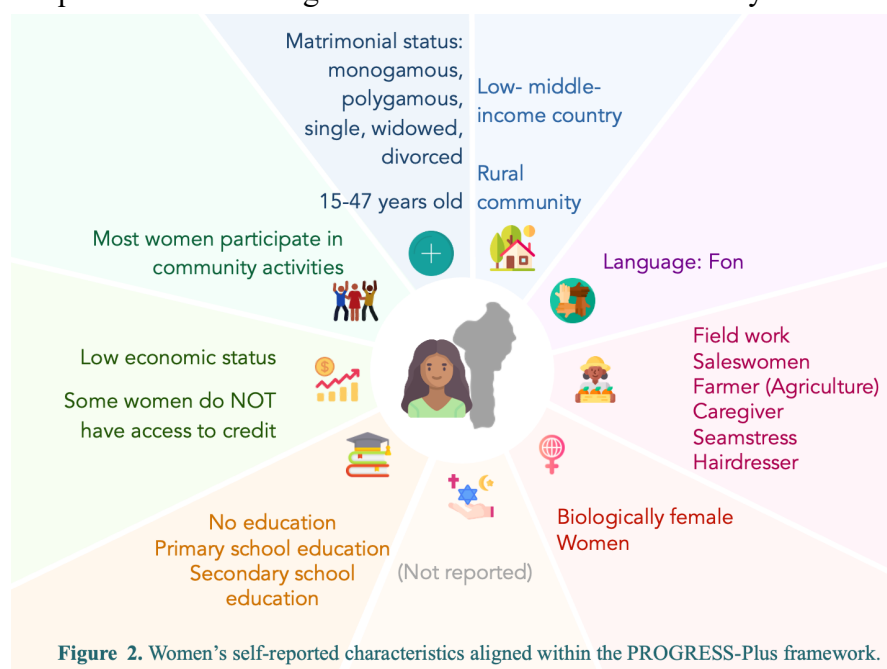 Matrimonial status:
monogamous,
polygamous,
single, widowed,
divorced
15-47 years old
Low- middle-
income country
Rural
community
Language: Fon
Field work
Saleswomen
Farmer (Agriculture)
Caregiver
Seamstress
Hairdresser
Biologically female
Women
(Not reported)
No education
Primary school education
Secondary school
education
Low economic status
Some women do NOT
have access to credit
Most women participate in
community activities
Figure 2. Women's self-reported characteristics aligned within the PROGRESS-Plus framework.